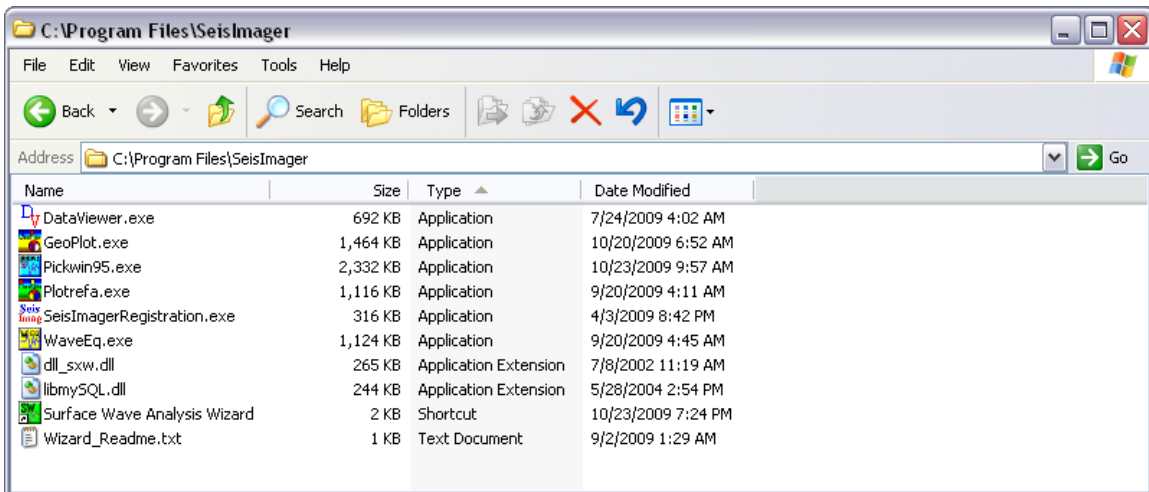 C:\Program Files\SeisImager
File Edit View Favorites Tools Help
Back Search Folders
Address C:\Program Files\SeisImager Go
Name Size Type Date Modified
DataViewer.exe 692 KB Application 7/24/2009 4:02 AM
GeoPlot.exe 1,464 KB Application 10/20/2009 6:52 AM
Pickwin95.exe 2,332 KB Application 10/23/2009 9:57 AM
Plotrefa.exe 1,116 KB Application 9/20/2009 4:11 AM
SeisImagerRegistration.exe 316 KB Application 4/3/2009 8:42 PM
WaveEq.exe 1,124 KB Application 9/20/2009 4:45 AM
dll_sxw.dll 265 KB Application Extension 7/8/2002 11:19 AM
libmySQL.dll 244 KB Application Extension 5/28/2004 2:54 PM
Surface Wave Analysis Wizard 2 KB Shortcut 10/23/2009 7:24 PM
Wizard_Readme.txt 1 KB Text Document 9/2/2009 1:29 AM